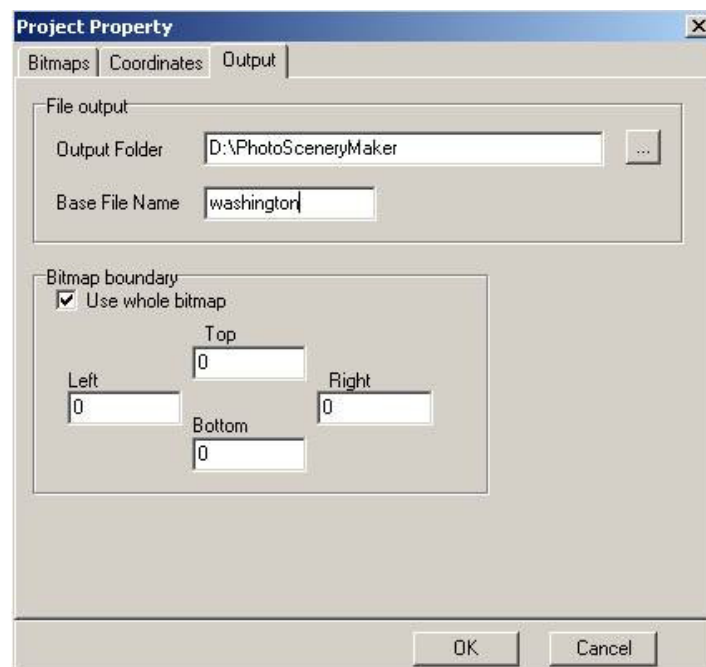 Project Property
Bitmaps Coordinates Output
File output
Output Folder D:\PhotoSceneryMaker ...
Base File Name washington
Bitmap boundary
Use whole bitmap
Top
0
Left Right
0 0
Bottom
0
OK Cancel